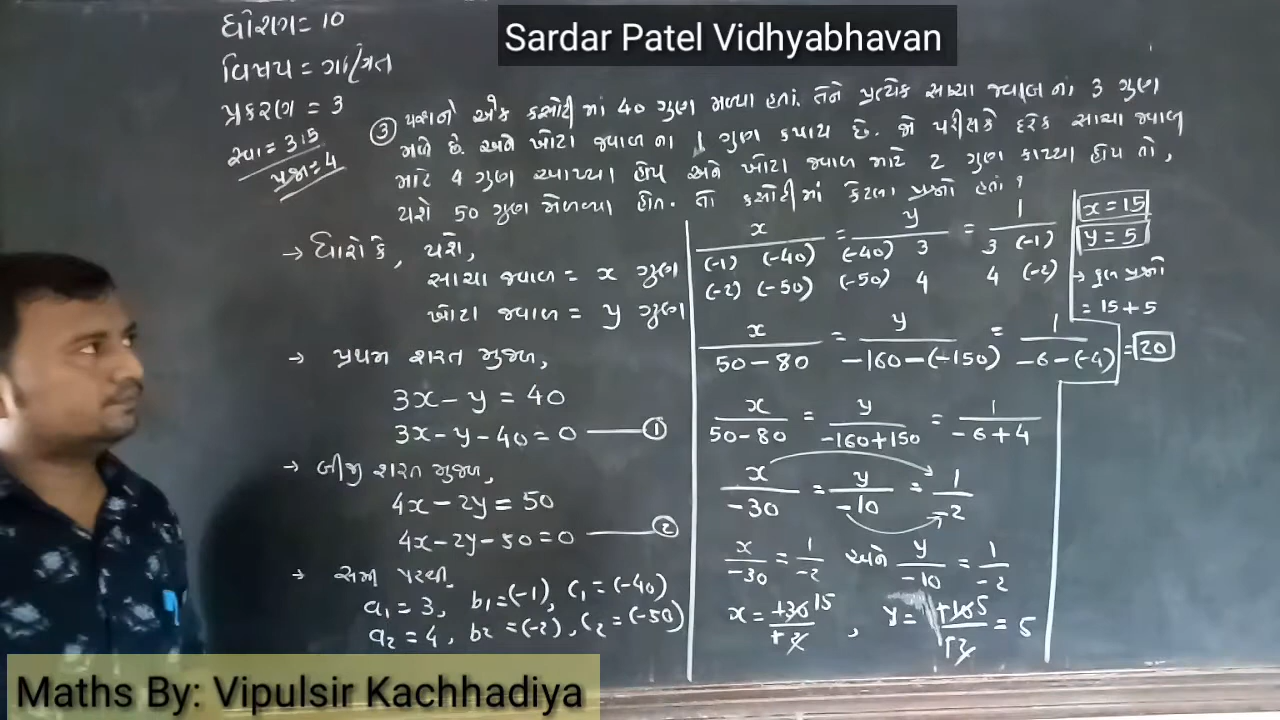 Sardar Patel Vidhyabhavan
ધોરણ = 10
વિષય = ગણિત
પ્રકરણ = 3
સ્વા = 3.5
પ્રશ્ન = 4
③ યશને એક કસોટી માં 40 ગુણ મળ્યા હતાં. તેને પ્રત્યેક સાચા જવાબ નાં 3 ગુણ
મળે છે. અને ખોટા જવાબ ના 1 ગુણ કપાય છે. જો પરીક્ષકે દરેક સાચા જવાબ
માટે 4 ગુણ આપ્યા હોય અને ખોટા જવાબ માટે 2 ગુણ કાપ્યા હોય તો,
યશે 50 ગુણ મેળવ્યા હોત. તો કસોટી માં કેટલા પ્રશ્નો હતાં ?
→ ધારો કે, યશે,
સાચા જવાબ = x ગુણ
ખોટા જવાબ = y ગુણ
→ પ્રથમ શરત મુજબ,
3x - y = 40
3x - y - 40 = 0 —— ①
→ બીજી શરત મુજબ,
4x - 2y = 50
4x - 2y - 50 = 0 —— ②
→ સમી પરથી
a₁ = 3, b₁ = (-1), c₁ = (-40)
a₂ = 4, b₂ = (-2), c₂ = (-50)
x = y = 1
(-1) (-40) (-40) 3 3 (-1)
(-2) (-50) (-50) 4 4 (-2)
x = y = 1
50 - 80 -160 - (-150) -6 - (-4)
x = y = 1
50 - 80 -160 + 150 -6 + 4
x = y = 1
-30 -10 -2
x = 1 અને y = 1
-30 -2 -10 -2
x = +30 15 , y = +10 5 = 5
+2 +2
x = 15
y = 5
→ કુલ પ્રશ્નો
= 15 + 5
= 20
Maths By: Vipulsir Kachhadiya